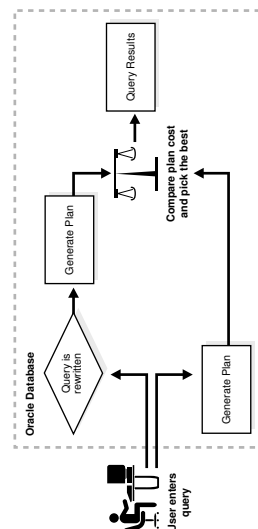 Oracle Database
User enters
query
Query is
rewritten
Generate Plan
Generate Plan
Compare plan cost
and pick the best
Query Results